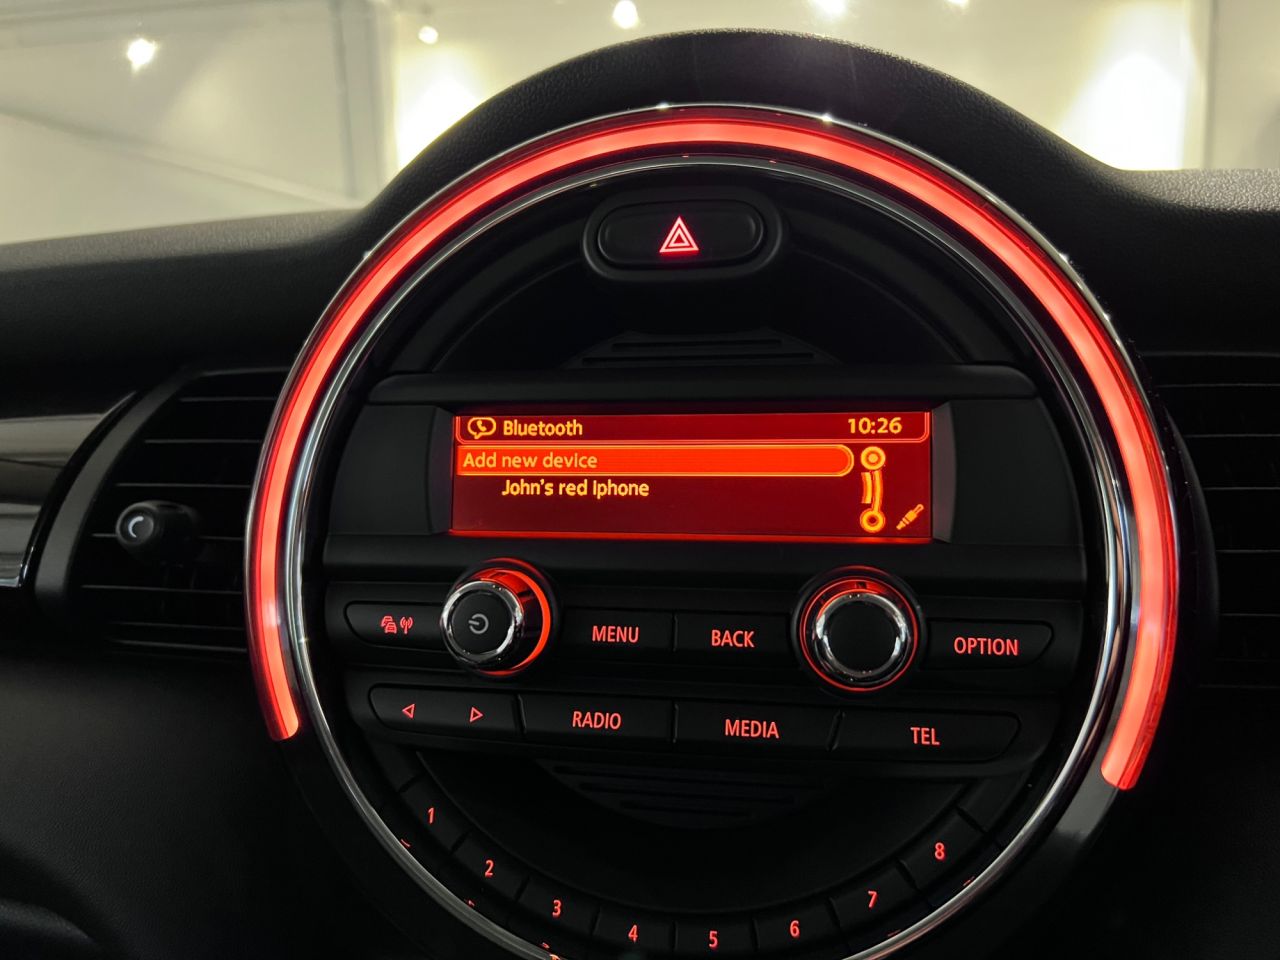 Bluetooth 10:26
Add new device
John's red Iphone
MENU BACK OPTION
RADIO MEDIA TEL
1 2 3 4 5 6 7 8